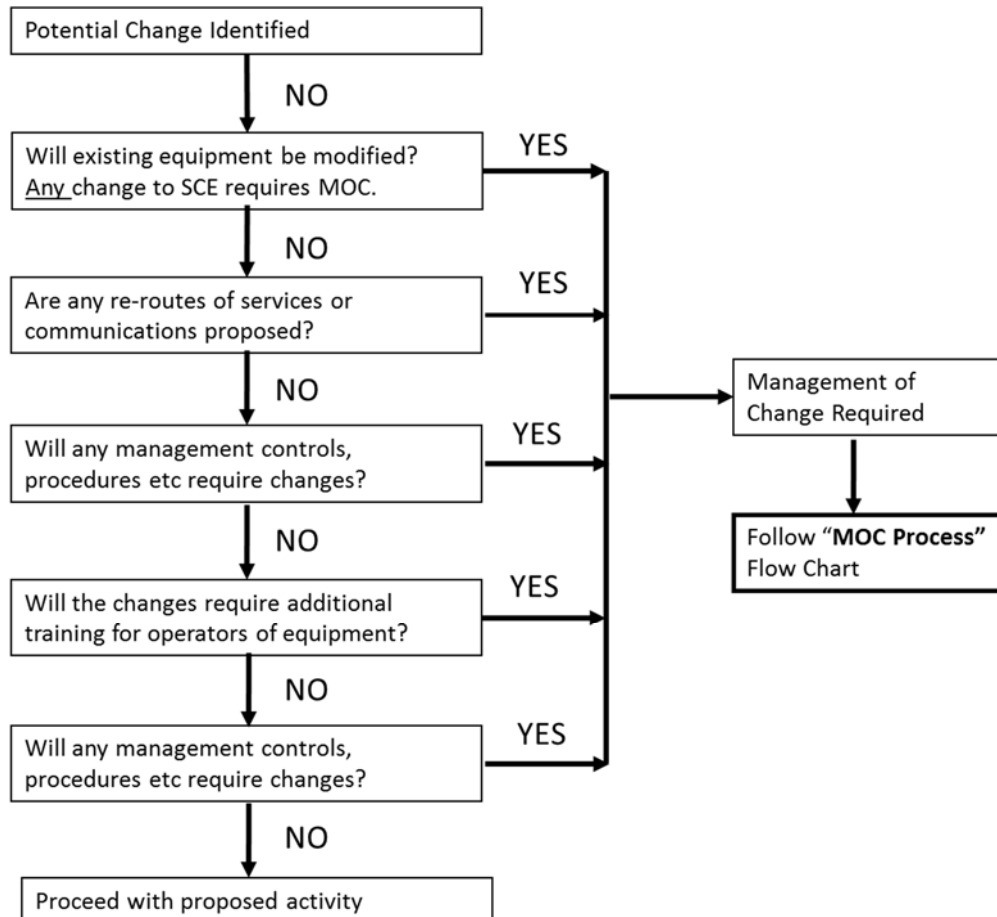 Potential Change Identified
NO
Will existing equipment be modified?
Any change to SCE requires MOC.
YES
NO
Are any re-routes of services or
communications proposed?
YES
NO
Will any management controls,
procedures etc require changes?
YES
NO
Will the changes require additional
training for operators of equipment?
YES
NO
Will any management controls,
procedures etc require changes?
YES
NO
Proceed with proposed activity
Management of
Change Required
Follow “MOC Process”
Flow Chart